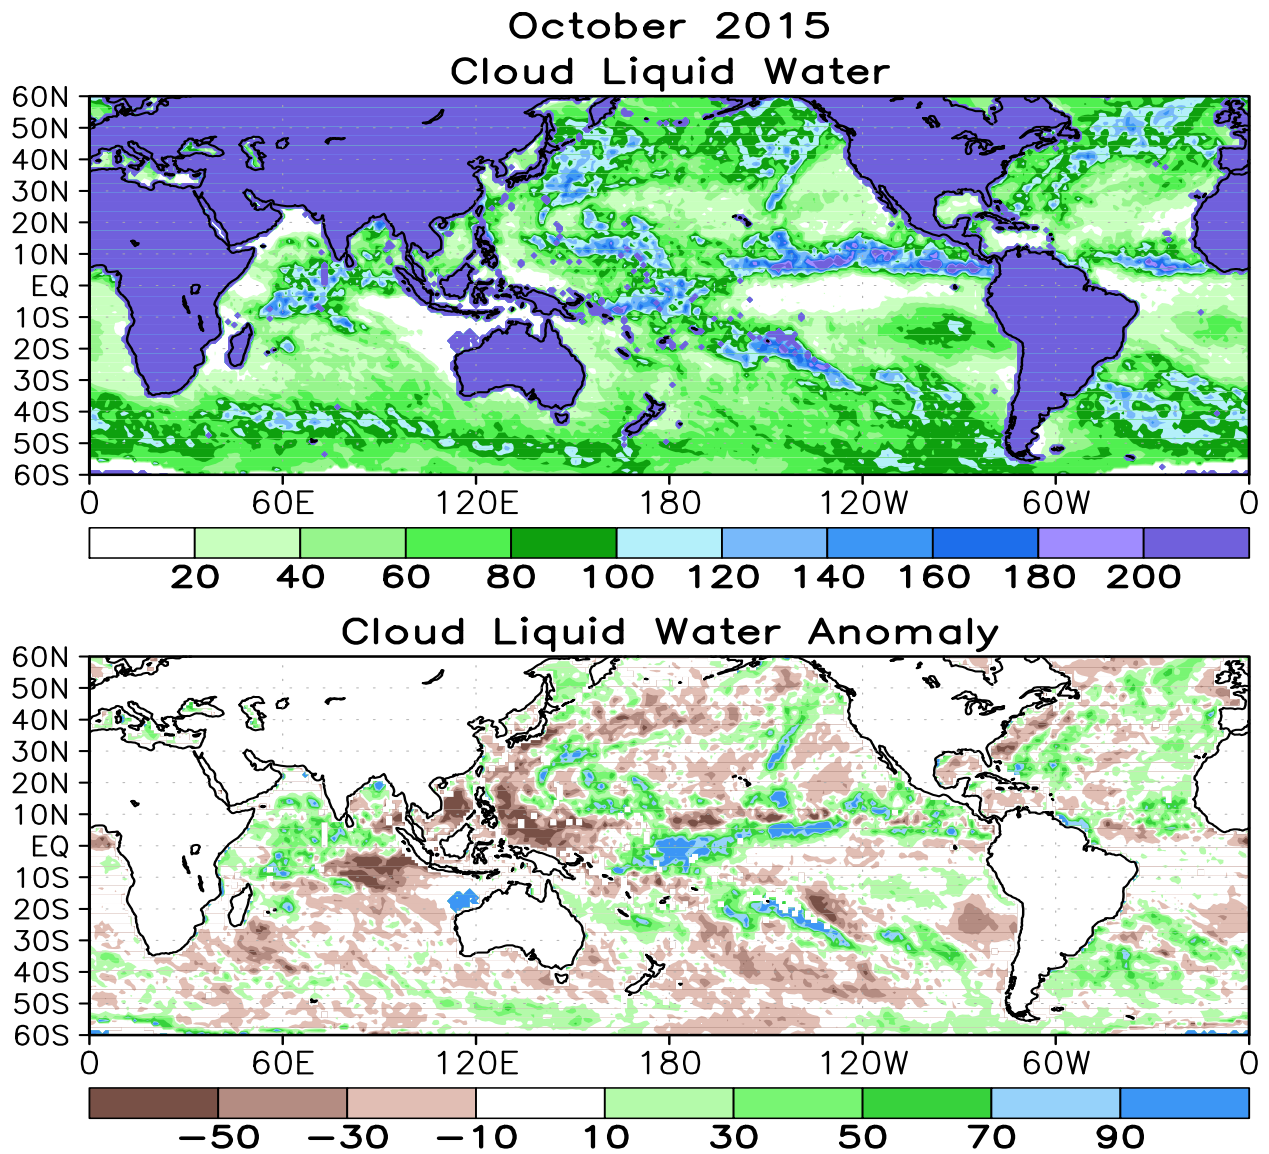 October 2015
Cloud Liquid Water
60N
50N
40N
30N
20N
10N
EQ
10S
20S
30S
40S
50S
60S
0 60E 120E 180 120W 60W 0
20 40 60 80 100 120 140 160 180 200
Cloud Liquid Water Anomaly
60N
50N
40N
30N
20N
10N
EQ
10S
20S
30S
40S
50S
60S
0 60E 120E 180 120W 60W 0
−50 −30 −10 10 30 50 70 90